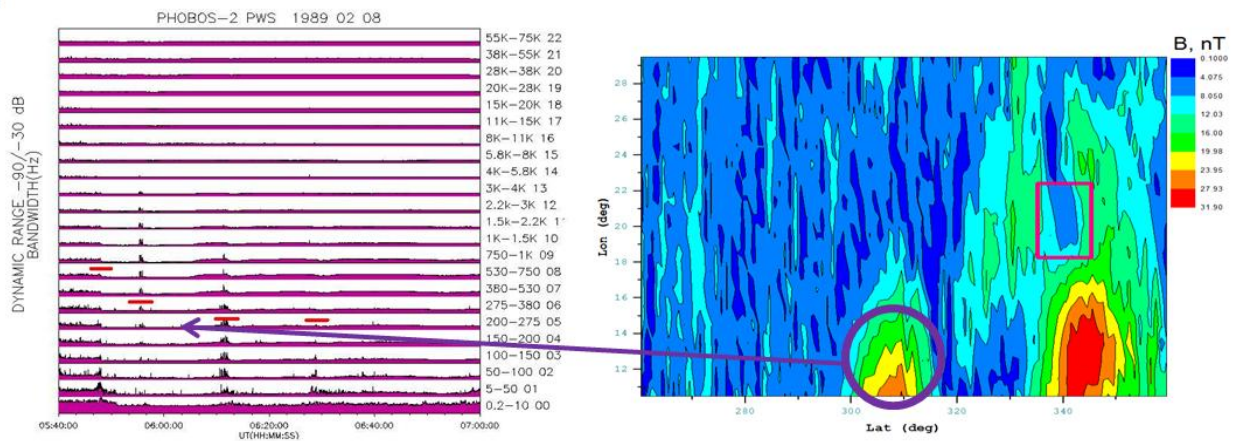 PHOBOS-2 PWS 1989 02 08
DYNAMIC RANGE -90/-30 dB
BANDWIDTH(Hz)
55K-75K 22
38K-55K 21
28K-38K 20
20K-28K 19
15K-20K 18
11K-15K 17
8K-11K 16
5.8K-8K 15
4K-5.8K 14
3K-4K 13
2.2k-3K 12
1.5k-2.2K 11
1K-1.5K 10
750-1K 09
530-750 08
380-530 07
275-380 06
200-275 05
150-200 04
100-150 03
50-100 02
5-50 01
0.2-10 00
05:40:00 06:00 06:20 06:40 07:00
UT(HH:MM:SS)
B, nT
0.1000
4.075
8.050
12.03
16.00
19.98
23.95
27.93
31.90
Lon (deg)
28
26
24
22
20
18
16
14
12
280 300 320 340
Lat (deg)